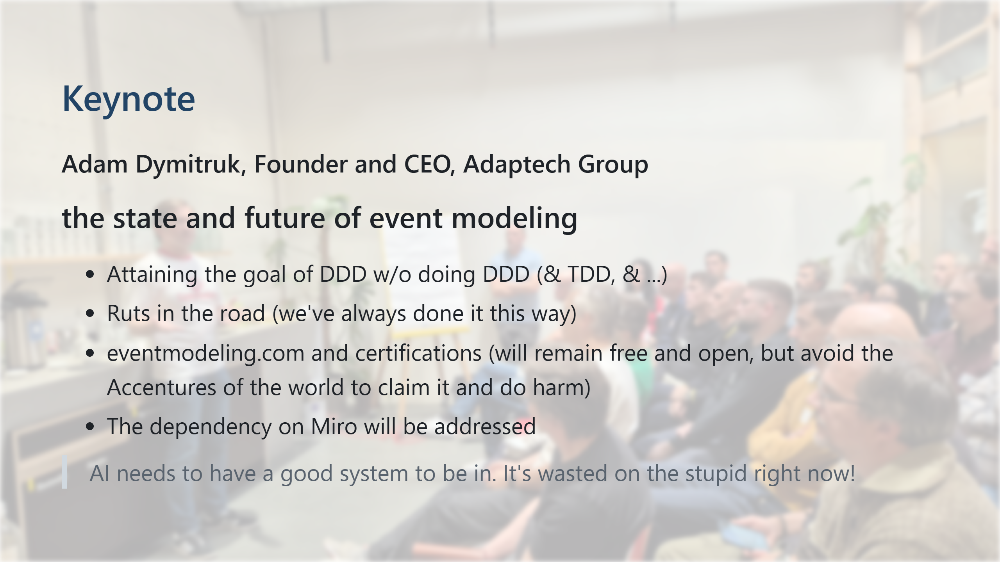 Keynote
Adam Dymitruk, Founder and CEO, Adaptech Group
the state and future of event modeling
• Attaining the goal of DDD w/o doing DDD (& TDD, & ...)
• Ruts in the road (we've always done it this way)
• eventmodeling.com and certifications (will remain free and open, but avoid the
Accentures of the world to claim it and do harm)
• The dependency on Miro will be addressed
AI needs to have a good system to be in. It's wasted on the stupid right now!